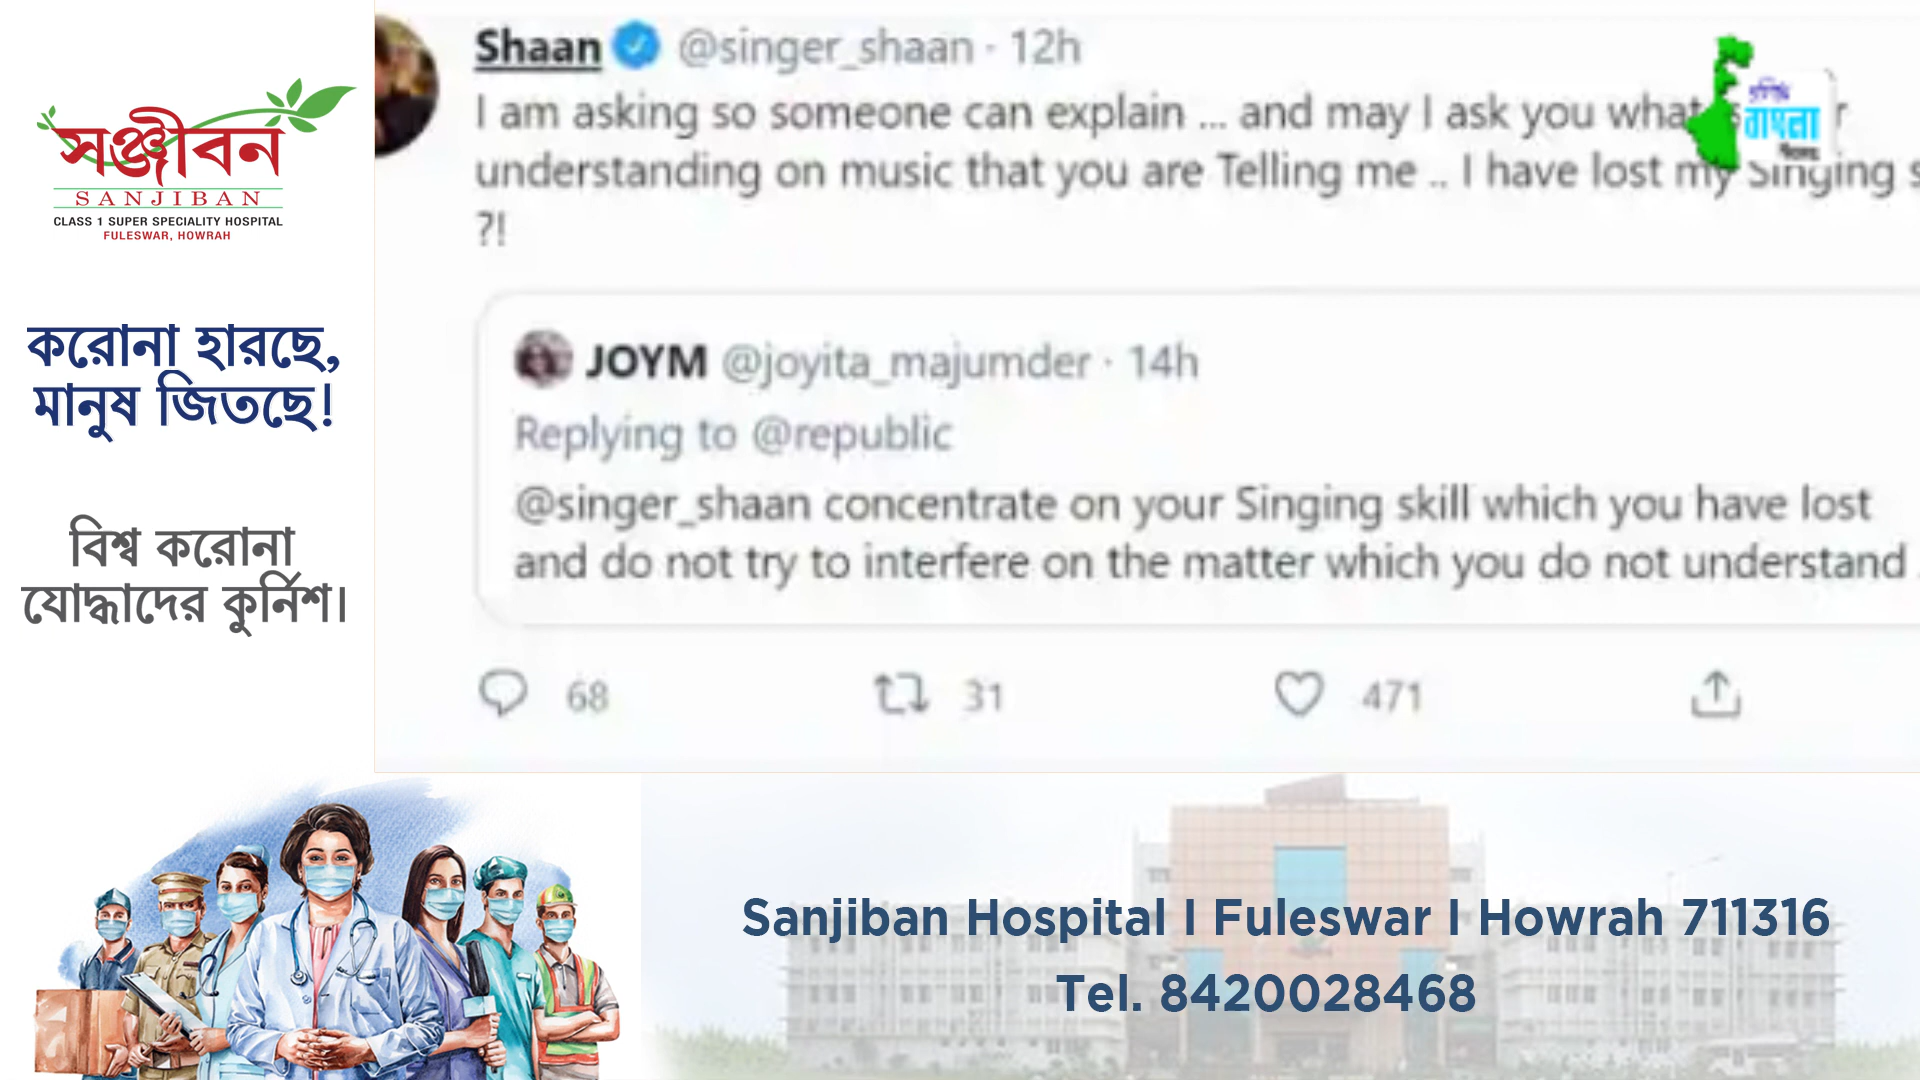 সঞ্জীবন
SANJIBAN
CLASS 1 SUPER SPECIALITY HOSPITAL
FULESWAR, HOWRAH
করোনা হারছে,
মানুষ জিতছে!
বিশ্ব করোনা
যোদ্ধাদের কুর্নিশ।
Shaan @singer_shaan · 12h
I am asking so someone can explain ... and may I ask you what
understanding on music that you are Telling me .. I have lost my Singing
?!
JOYM @joyita_majumder · 14h
Replying to @republic
@singer_shaan concentrate on your Singing skill which you have lost
and do not try to interfere on the matter which you do not understand
68 31 471
বাংলা
Sanjiban Hospital I Fuleswar I Howrah 711316
Tel. 8420028468